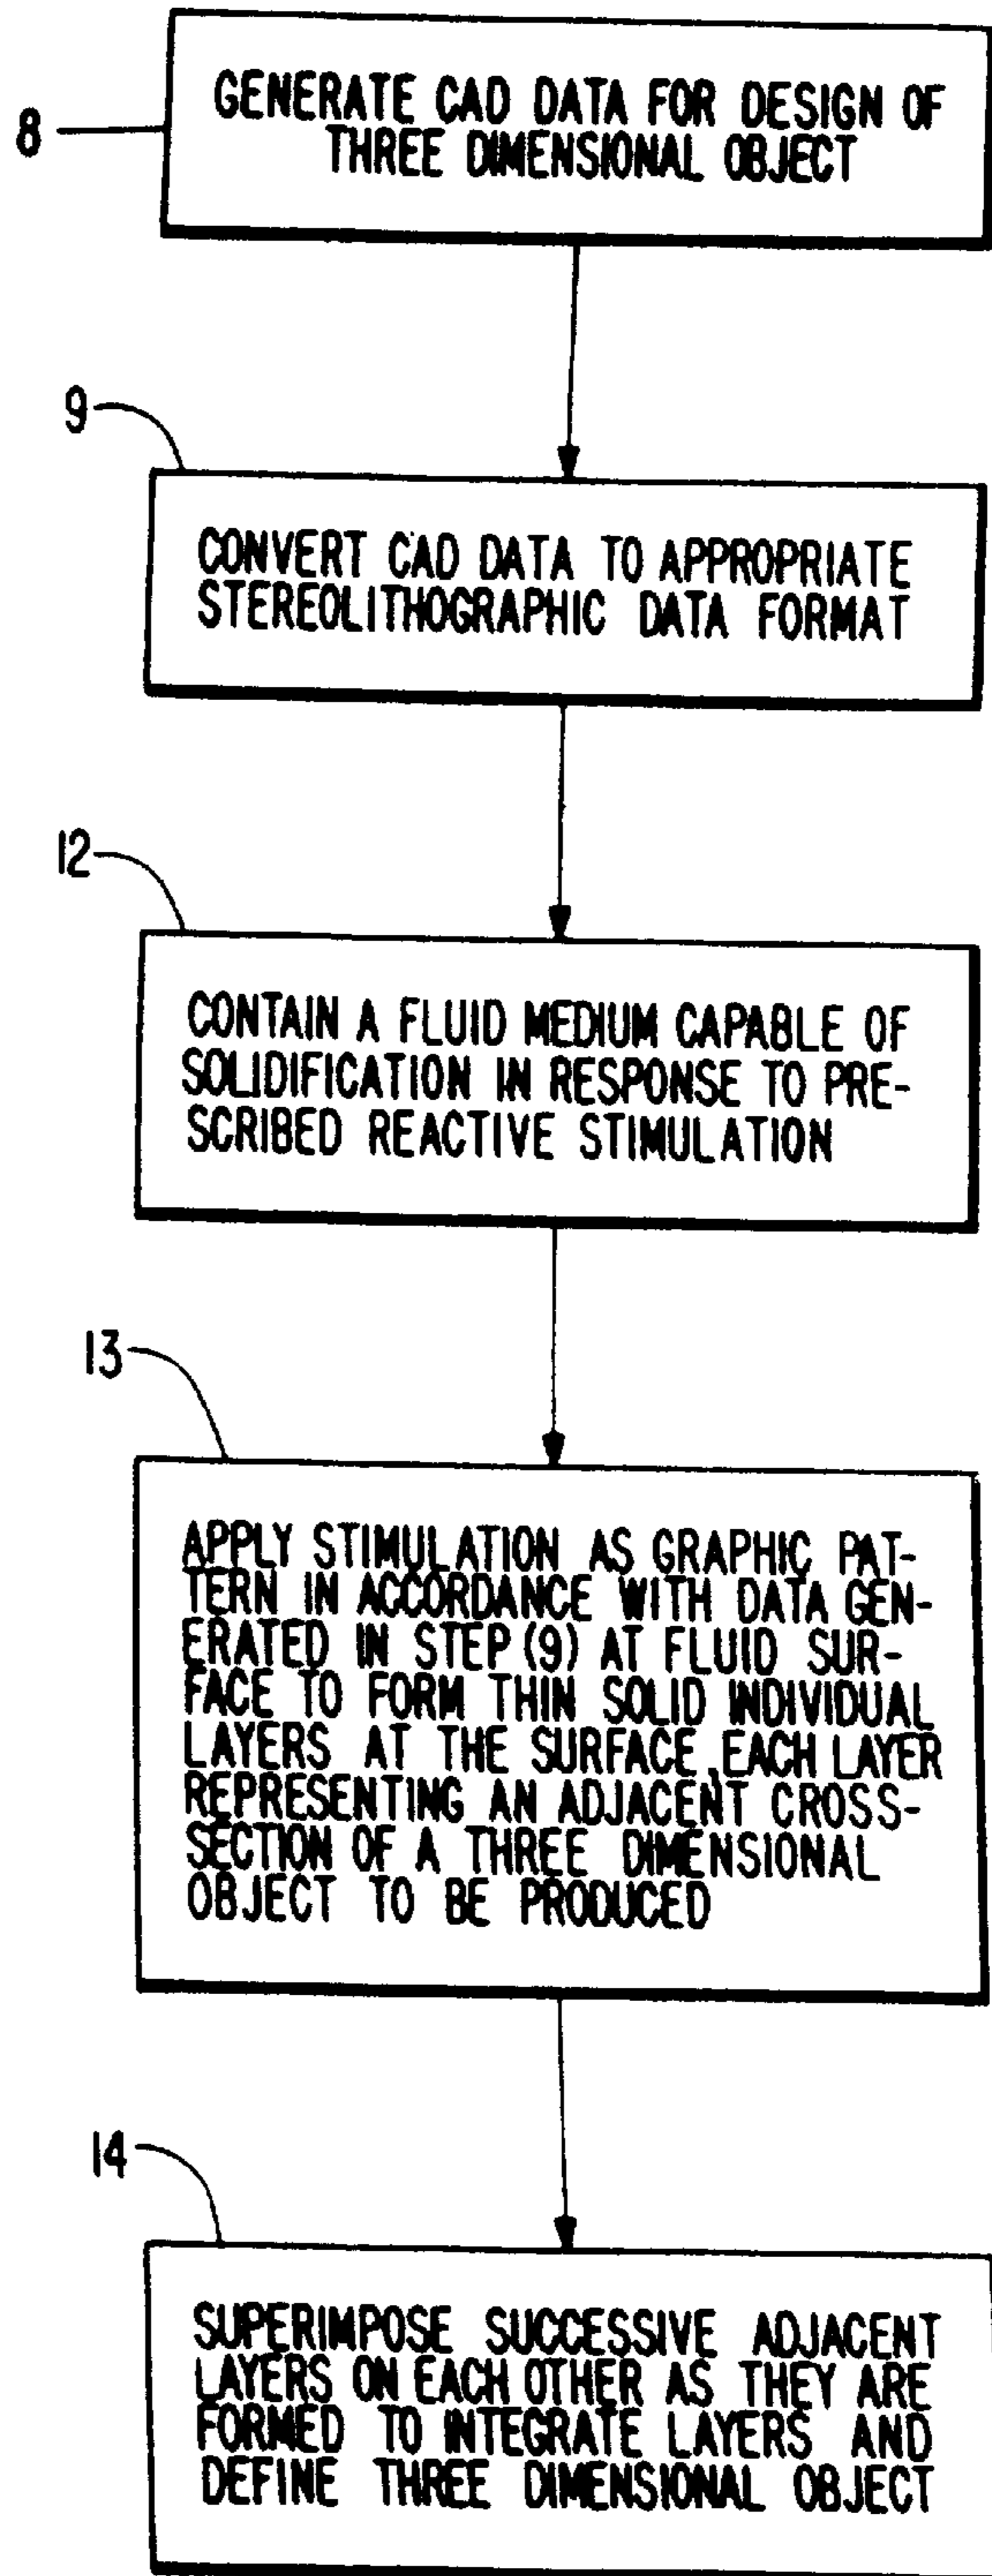 8
GENERATE CAD DATA FOR DESIGN OF
THREE DIMENSIONAL OBJECT
9
CONVERT CAD DATA TO APPROPRIATE
STEREOLITHOGRAPHIC DATA FORMAT
12
CONTAIN A FLUID MEDIUM CAPABLE OF
SOLIDIFICATION IN RESPONSE TO PRE-
SCRIBED REACTIVE STIMULATION
13
APPLY STIMULATION AS GRAPHIC PAT-
TERN IN ACCORDANCE WITH DATA GEN-
ERATED IN STEP (9) AT FLUID SUR-
FACE TO FORM THIN SOLID INDIVIDUAL
LAYERS AT THE SURFACE, EACH LAYER
REPRESENTING AN ADJACENT CROSS-
SECTION OF A THREE DIMENSIONAL
OBJECT TO BE PRODUCED
14
SUPERIMPOSE SUCCESSIVE ADJACENT
LAYERS ON EACH OTHER AS THEY ARE
FORMED TO INTEGRATE LAYERS AND
DEFINE THREE DIMENSIONAL OBJECT